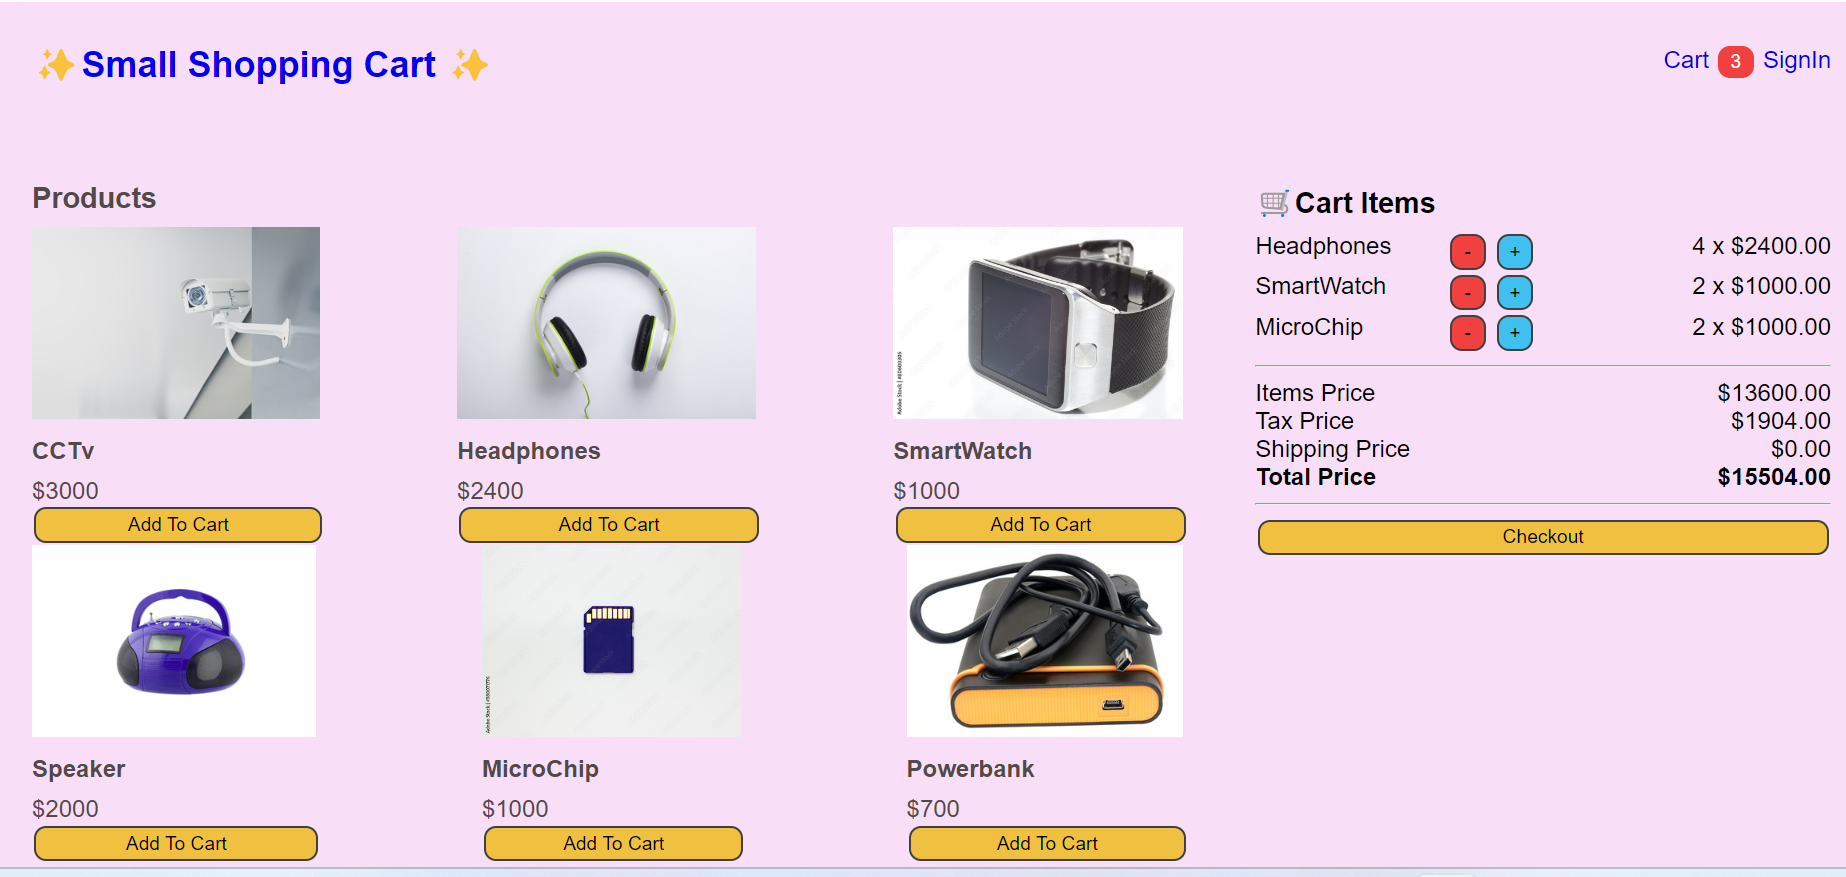 ✨ Small Shopping Cart ✨
Cart 3 SignIn
Products
CCTv
$3000
Add To Cart
Headphones
$2400
Add To Cart
SmartWatch
$1000
Add To Cart
Speaker
$2000
Add To Cart
MicroChip
$1000
Add To Cart
Powerbank
$700
Add To Cart
🛒 Cart Items
Headphones - + 4 x $2400.00
SmartWatch - + 2 x $1000.00
MicroChip - + 2 x $1000.00
Items Price $13600.00
Tax Price $1904.00
Shipping Price $0.00
Total Price $15504.00
Checkout